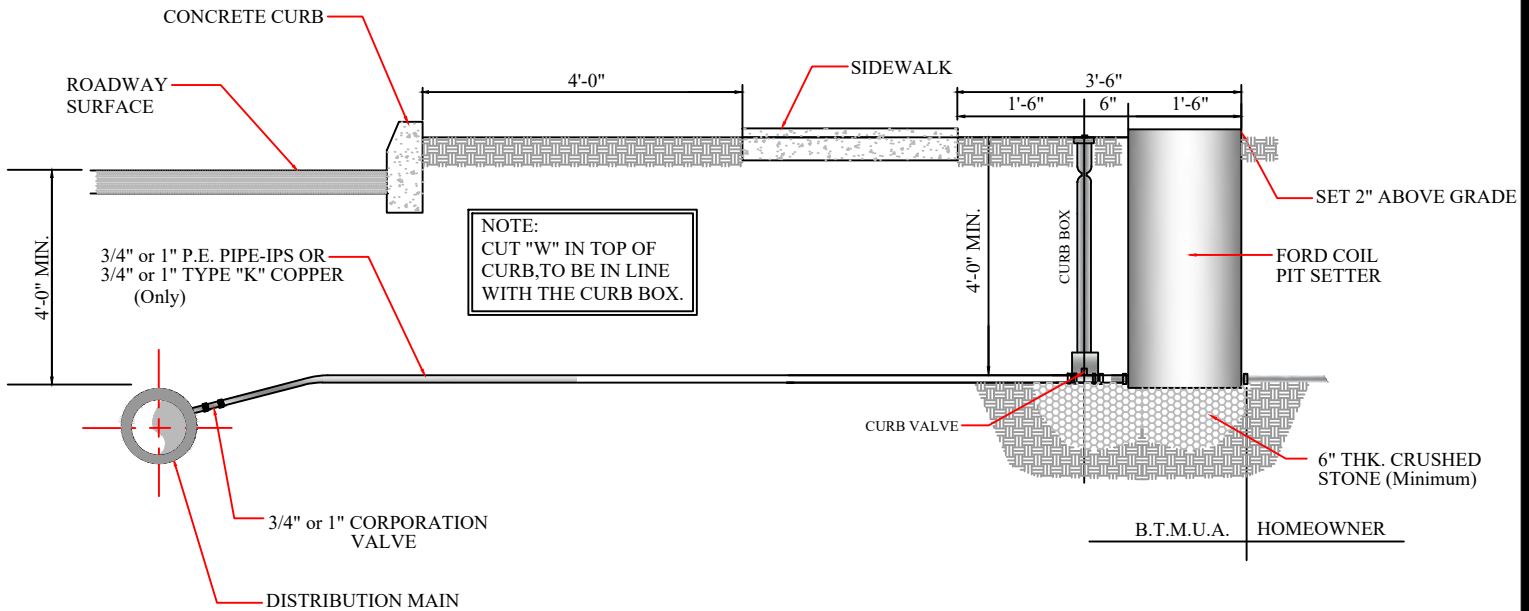 CONCRETE CURB
ROADWAY
SURFACE
4'-0"
SIDEWALK
3'-6"
1'-6"
6"
1'-6"
SET 2" ABOVE GRADE
4'-0" MIN.
3/4" or 1" P.E. PIPE-IPS OR
3/4" or 1" TYPE "K" COPPER
(Only)
NOTE:
CUT "W" IN TOP OF
CURB,TO BE IN LINE
WITH THE CURB BOX.
4'-0" MIN.
CURB BOX
FORD COIL
PIT SETTER
CURB VALVE
6" THK. CRUSHED
STONE (Minimum)
3/4" or 1" CORPORATION
VALVE
B.T.M.U.A.
HOMEOWNER
DISTRIBUTION MAIN